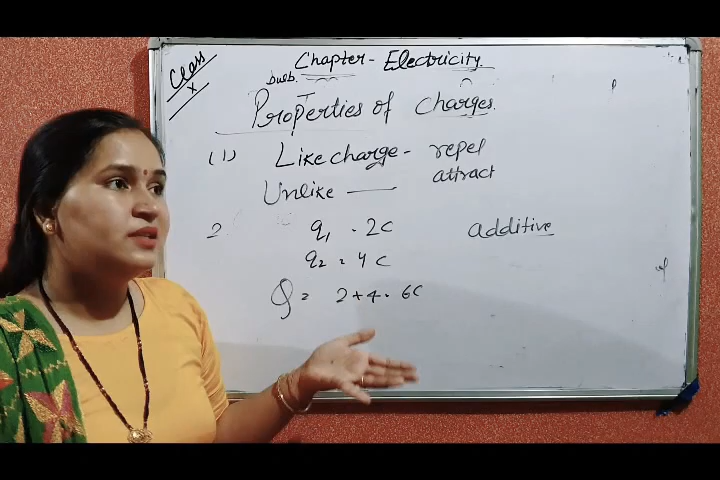 Class
X
Chapter - Electricity.
bulb.
Properties of charges.
(1) Like charge - repel
Unlike —— attract
2. q1 = 2C additive
q2 = 4C
Q = 2+4 = 6C